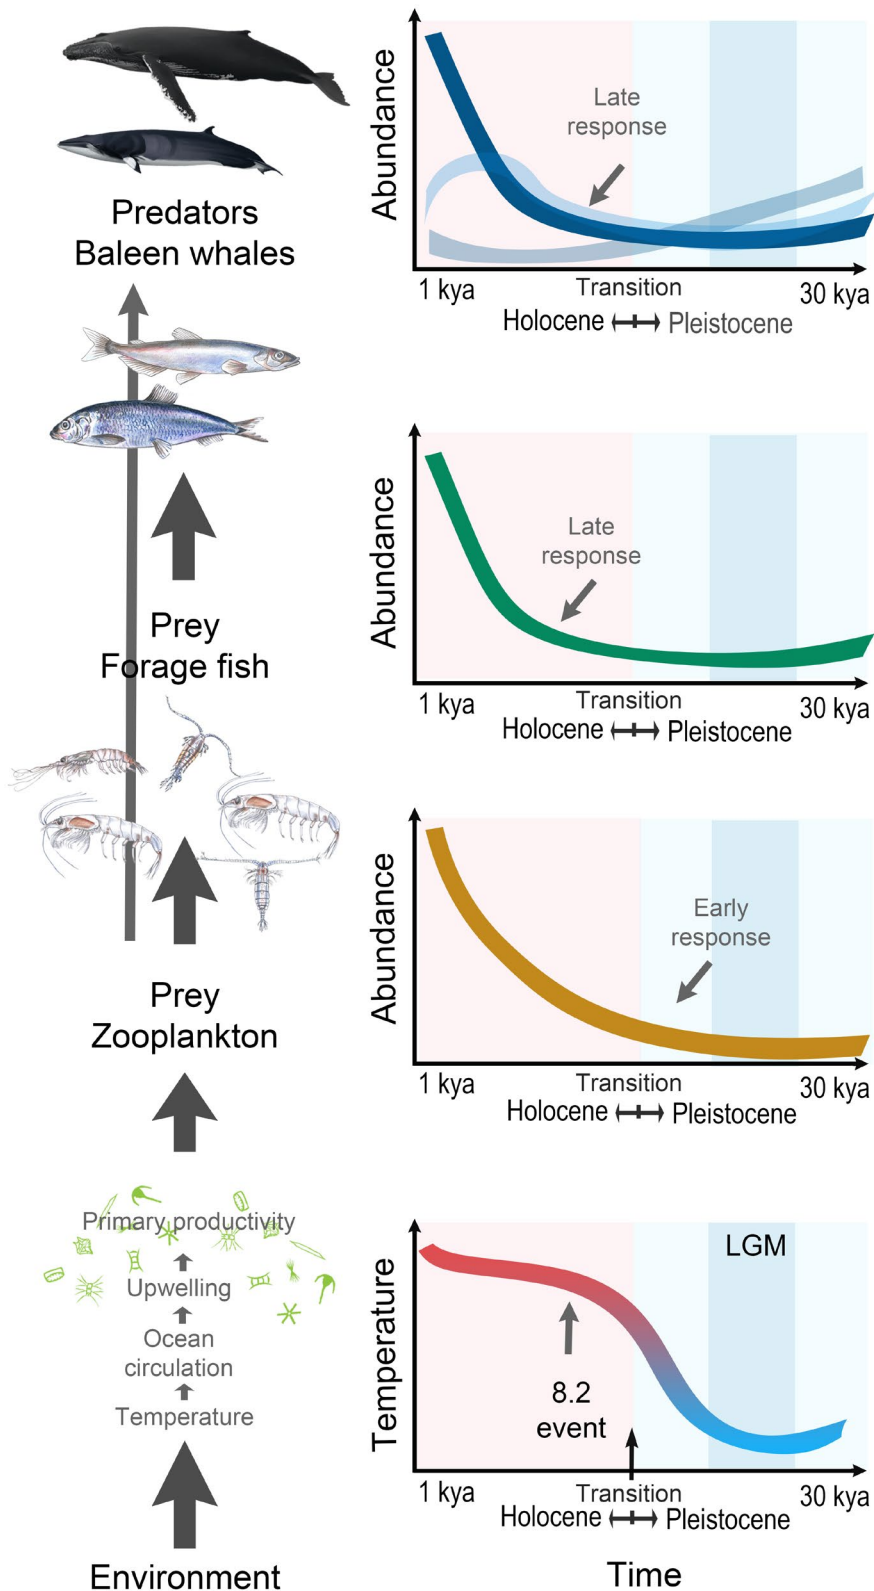 Predators
Baleen whales
Abundance
Late
response
1 kya
Transition
30 kya
Holocene
Pleistocene
Prey
Forage fish
Abundance
Late
response
1 kya
Transition
30 kya
Holocene
Pleistocene
Prey
Zooplankton
Abundance
Early
response
1 kya
Transition
30 kya
Holocene
Pleistocene
Primary productivity
Upwelling
Ocean
circulation
Temperature
Environment
Temperature
LGM
8.2
event
1 kya
Transition
30 kya
Holocene
Pleistocene
Time